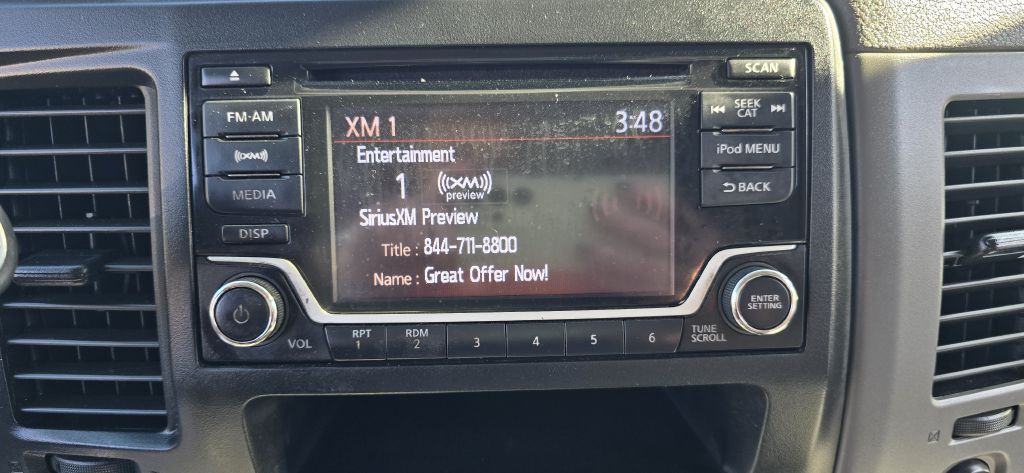 SCAN
FM·AM
SEEK
CAT
XM 1 3:48
Entertainment
((XM))
iPod MENU
1 ((XM))
preview
MEDIA
BACK
SiriusXM Preview
DISP
Title : 844-711-8800
Name : Great Offer Now!
ENTER
SETTING
VOL
RPT
1
RDM
2
3
4
5
6
TUNE
SCROLL